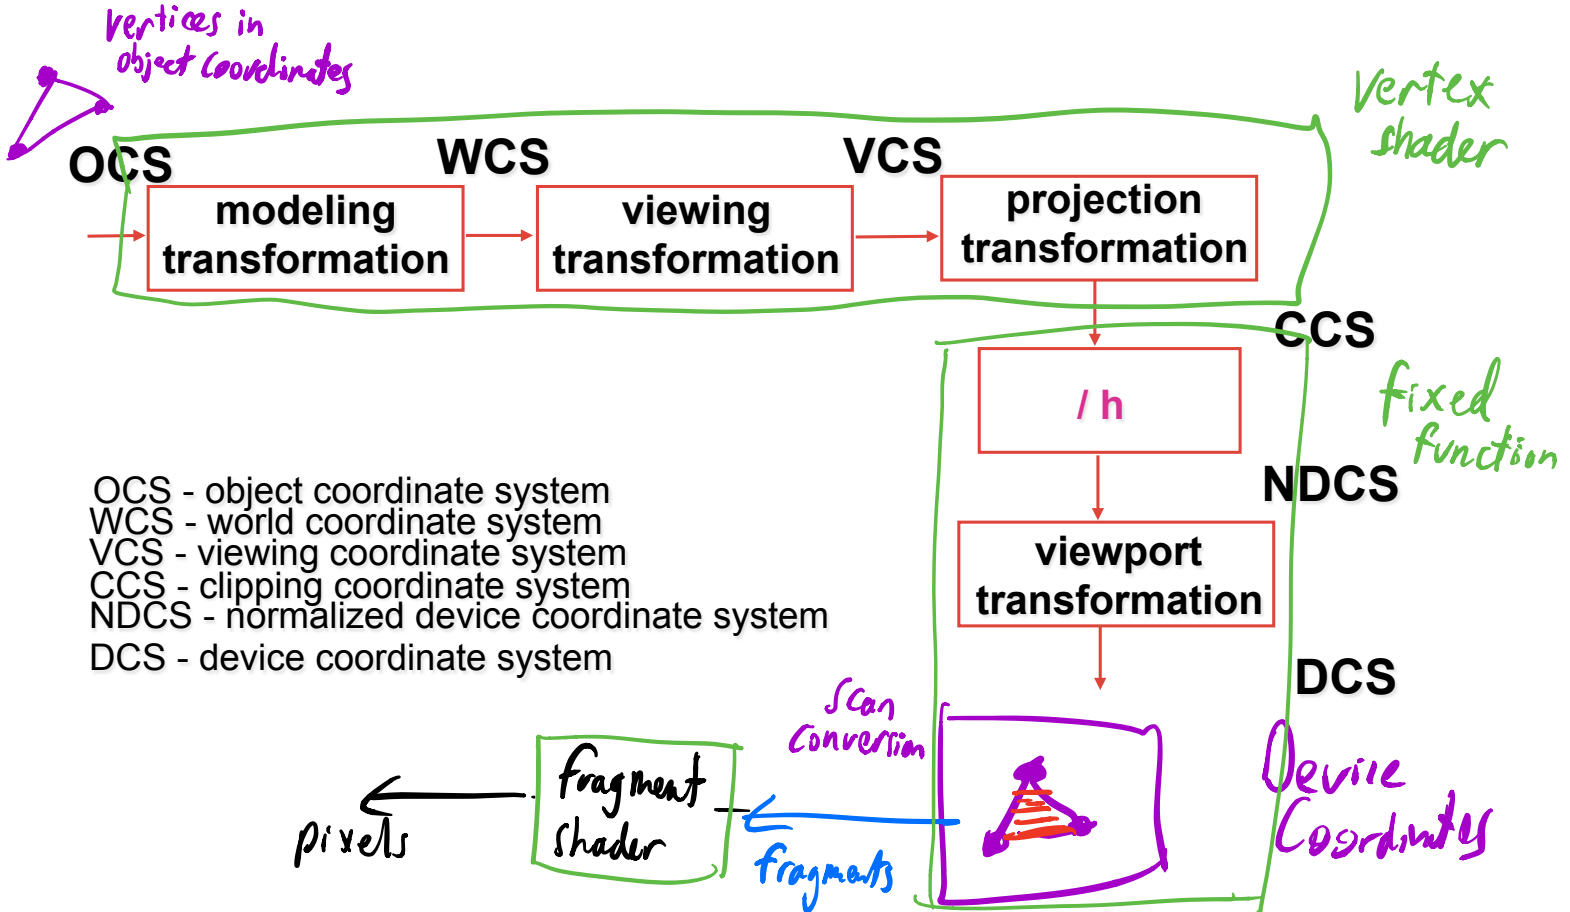 vertices in
object coordinates
Vertex
shader
OCS
WCS
VCS
modeling
transformation
viewing
transformation
projection
transformation
CCS
/ h
fixed
function
NDCS
OCS - object coordinate system
WCS - world coordinate system
VCS - viewing coordinate system
CCS - clipping coordinate system
NDCS - normalized device coordinate system
DCS - device coordinate system
viewport
transformation
DCS
scan
conversion
Device
Coordinates
fragment
shader
pixels
fragments